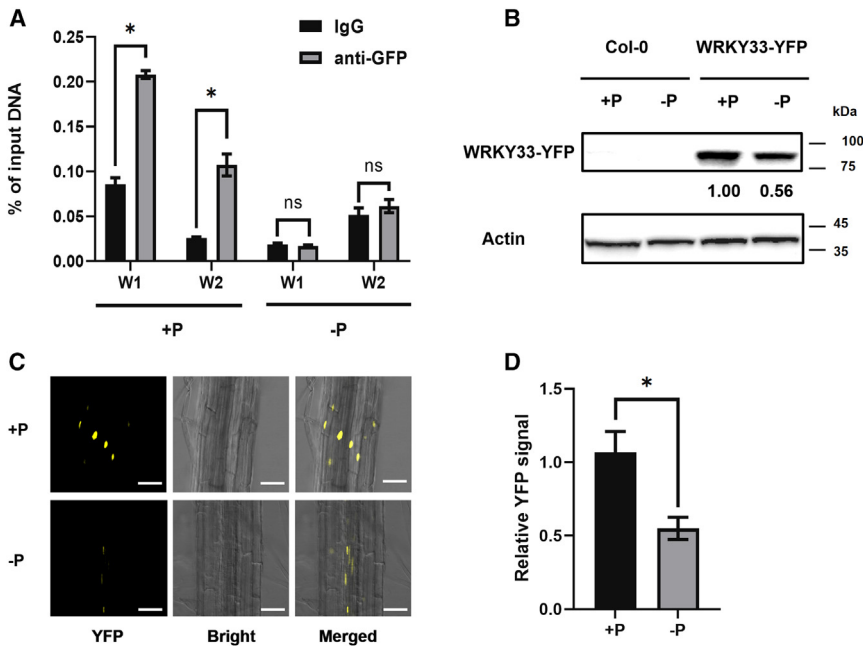 A
IgG
anti-GFP
% of input DNA
0.25
0.20
0.15
0.10
0.05
0.00
*
*
ns
ns
W1 W2 W1 W2
+P -P
B
Col-0 WRKY33-YFP
+P -P +P -P
kDa
WRKY33-YFP
100
75
1.00 0.56
Actin
45
35
C
+P
-P
YFP Bright Merged
D
Relative YFP signal
1.5
1.0
0.5
0.0
*
+P -P